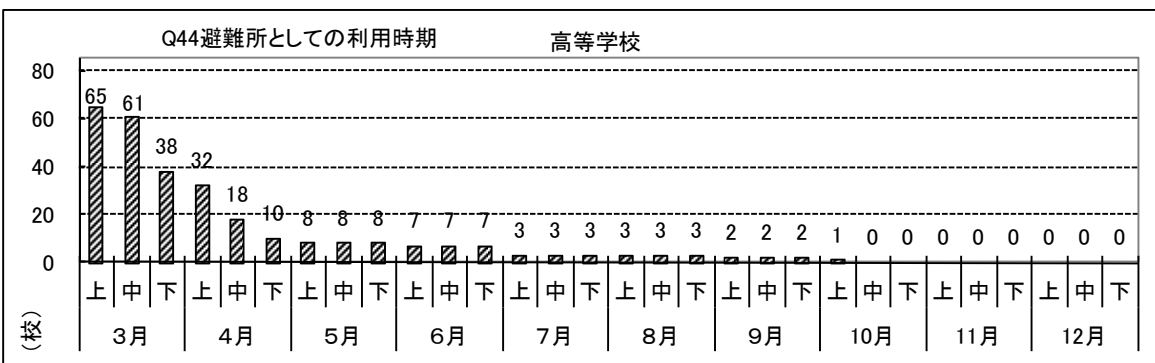 Q44避難所としての利用時期 高等学校
80
60
40
20
0
65 61 38 32 18 10 8 8 8 7 7 7 3 3 3 3 3 3 2 2 2 1 0 0 0 0 0 0 0 0
上 中 下 上 中 下 上 中 下 上 中 下 上 中 下 上 中 下 上 中 下 上 中 下 上 中 下 上 中 下
(校)
3月 4月 5月 6月 7月 8月 9月 10月 11月 12月